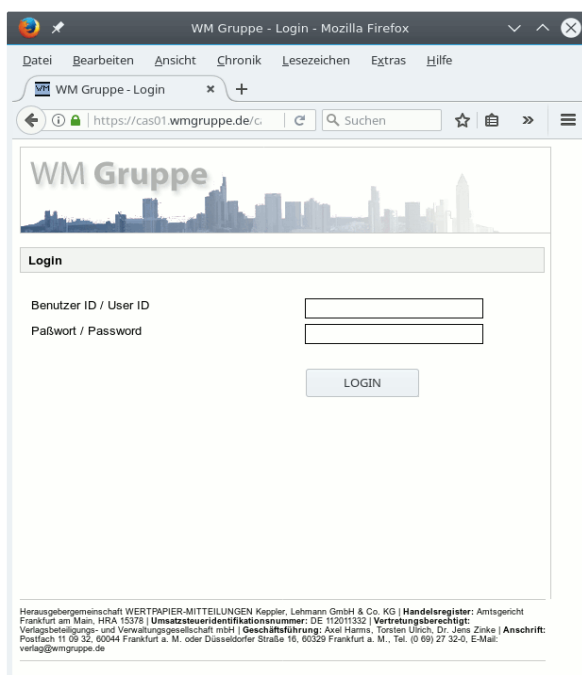 WM Gruppe - Login - Mozilla Firefox
Datei Bearbeiten Ansicht Chronik Lesezeichen Extras Hilfe
WM Gruppe - Login
https://cas01.wmgruppe.de/c
Suchen
WM Gruppe
Login
Benutzer ID / User ID
Paßwort / Password
LOGIN
Herausgebergemeinschaft WERTPAPIER-MITTEILUNGEN Keppler, Lehmann GmbH & Co. KG | Handelsregister: Amtsgericht
Frankfurt am Main, HRA 15378 | Umsatzsteueridentifikationsnummer: DE 112011332 | Vertretungsberechtigt:
Verlagsbeteiligungs- und Verwaltungsgesellschaft mbH | Geschäftsführung: Axel Harms, Torsten Ulrich, Dr. Jens Zinke | Anschrift:
Postfach 11 09 32, 60044 Frankfurt a. M. oder Düsseldorfer Straße 16, 60329 Frankfurt a. M., Tel. (0 69) 27 32-0, E-Mail:
verlag@wmgruppe.de